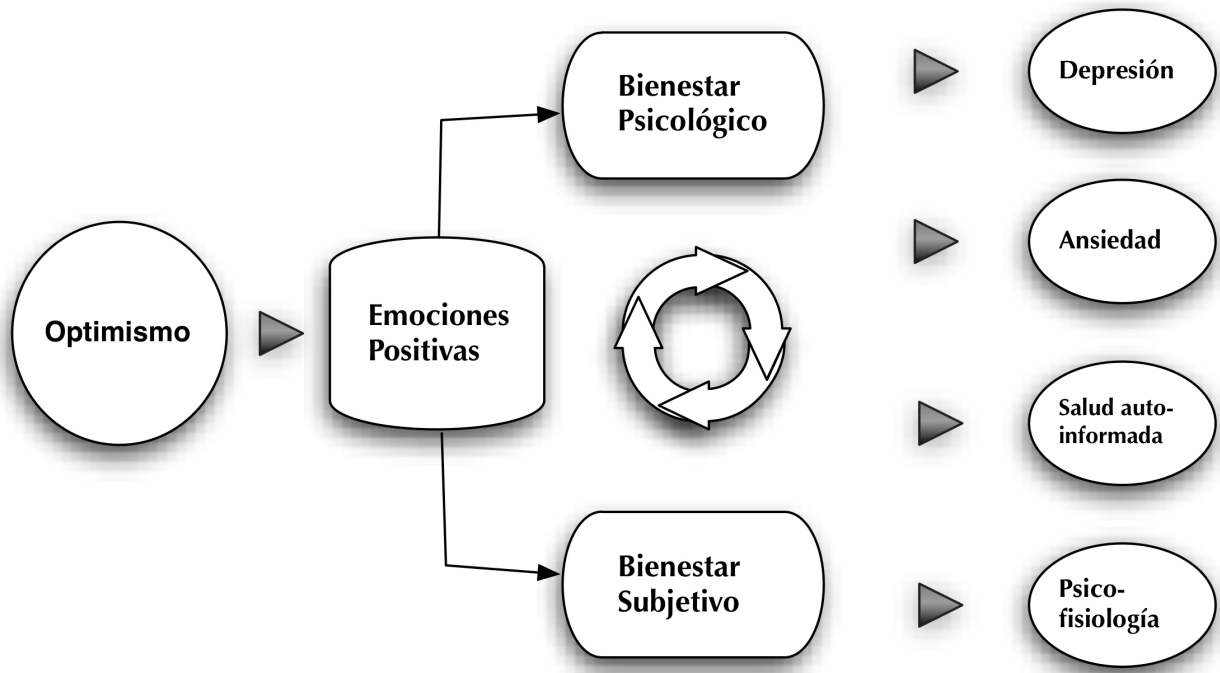 Optimismo
Emociones
Positivas
Bienestar
Psicológico
Bienestar
Subjetivo
Depresión
Ansiedad
Salud auto-
informada
Psico-
fisiología